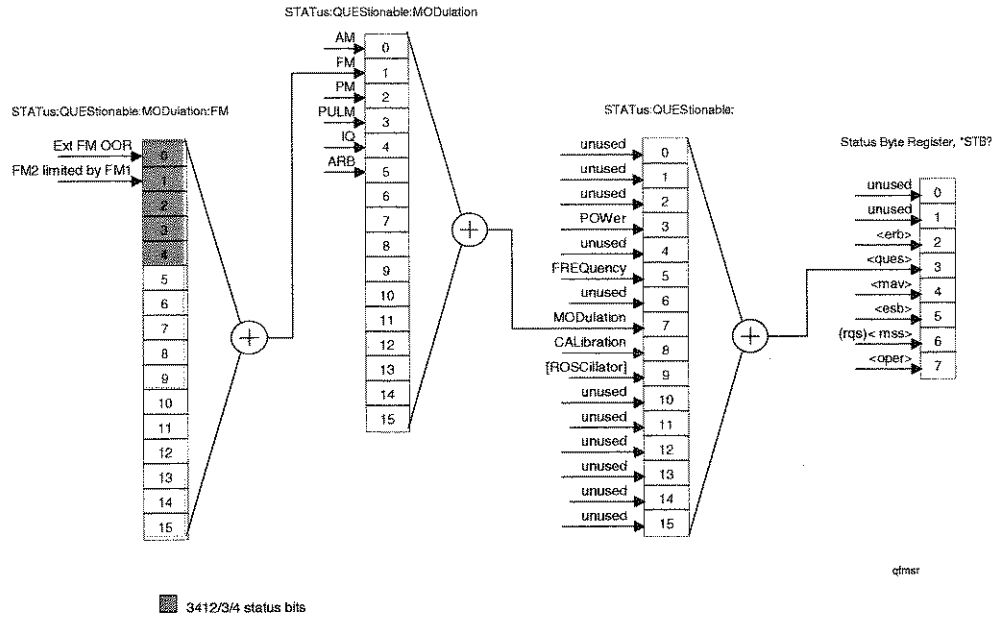 STATus:QUEStionable:MODulation
AM
FM
PM
PULM
IQ
ARB
0
1
2
3
4
5
6
7
8
9
10
11
12
13
14
15
STATus:QUEStionable:MODulation:FM
Ext FM OOR
FM2 limited by FM1
0
1
2
3
4
5
6
7
8
9
10
11
12
13
14
15
STATus:QUEStionable:
unused 0
unused 1
unused 2
POWer 3
unused 4
FREQuency 5
unused 6
MODulation 7
CALibration 8
[ROSCillator] 9
unused 10
unused 11
unused 12
unused 13
unused 14
unused 15
Status Byte Register, *STB?
unused 0
unused 1
<erb> 2
<ques> 3
<mav> 4
<esb> 5
(rqs)< mss> 6
<oper> 7
qfmsr
3412/3/4 status bits